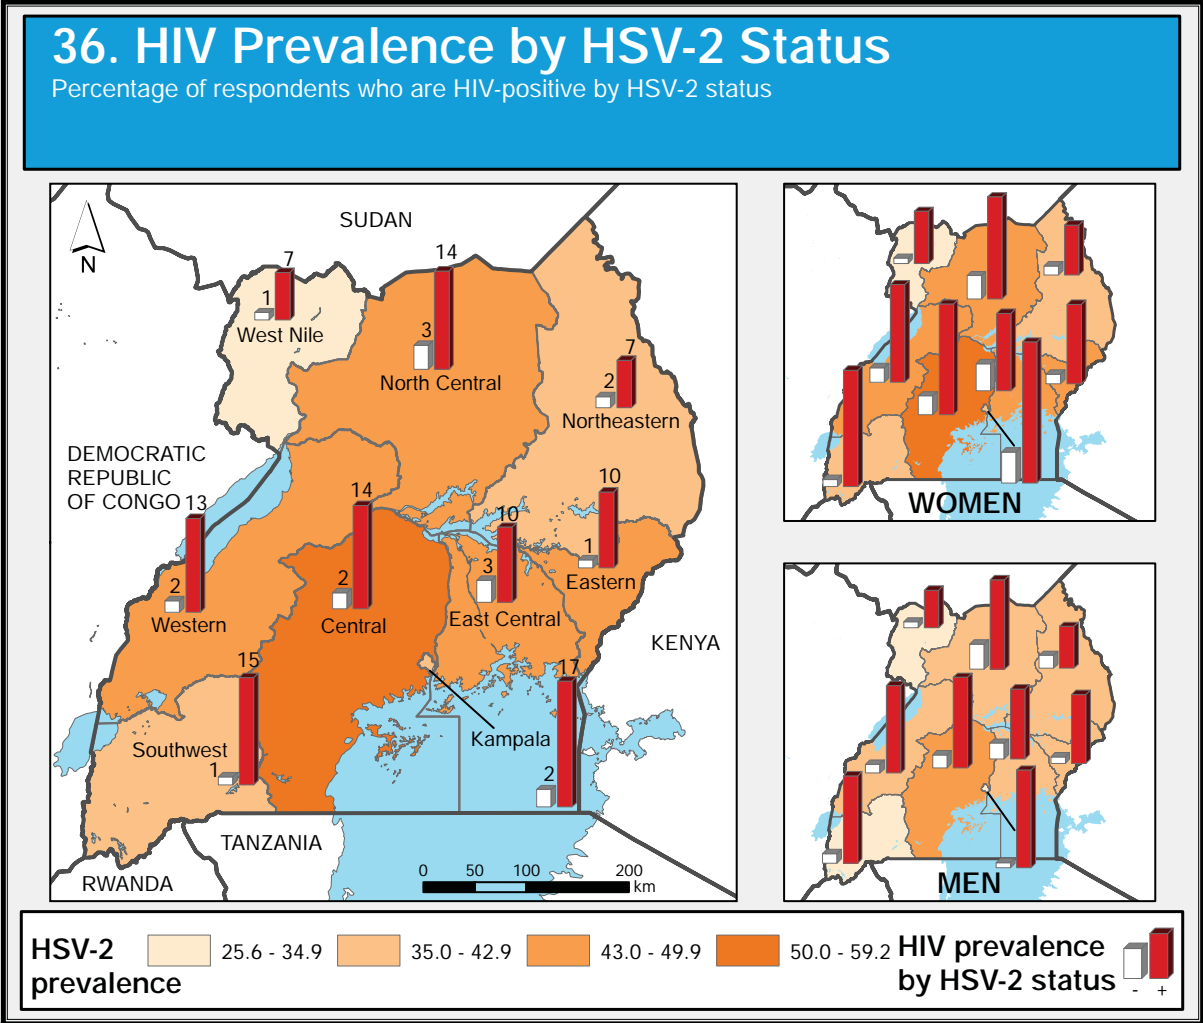 36. HIV Prevalence by HSV-2 Status
Percentage of respondents who are HIV-positive by HSV-2 status
N
SUDAN
7
1
West Nile
14
3
North Central
7
2
Northeastern
DEMOCRATIC
REPUBLIC
OF CONGO
13
2
Western
14
2
Central
10
3
East Central
10
1
Eastern
KENYA
15
Southwest
1
17
Kampala
2
TANZANIA
RWANDA
0 50 100 200
km
WOMEN
MEN
HSV-2
prevalence
25.6 - 34.9
35.0 - 42.9
43.0 - 49.9
50.0 - 59.2
HIV prevalence
by HSV-2 status
- +